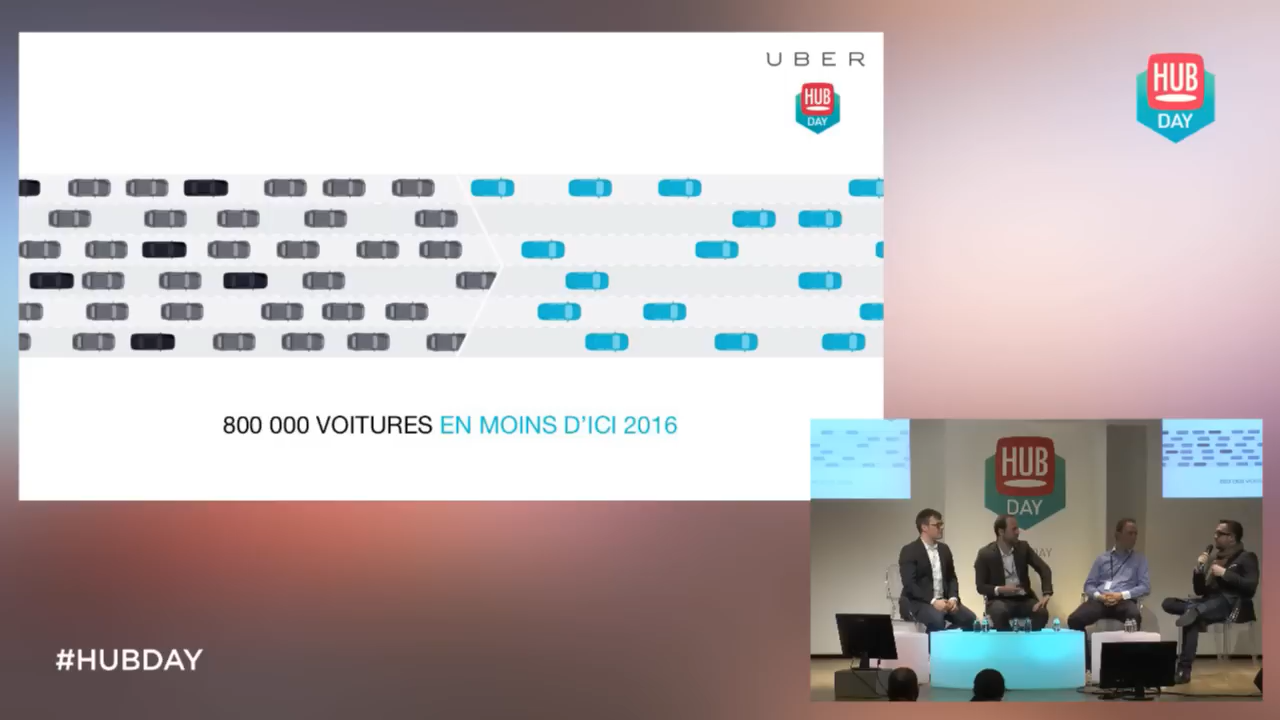 UBER
HUB
DAY
HUB
DAY
800 000 VOITURES EN MOINS D'ICI 2016
HUB
DAY
#HUBDAY